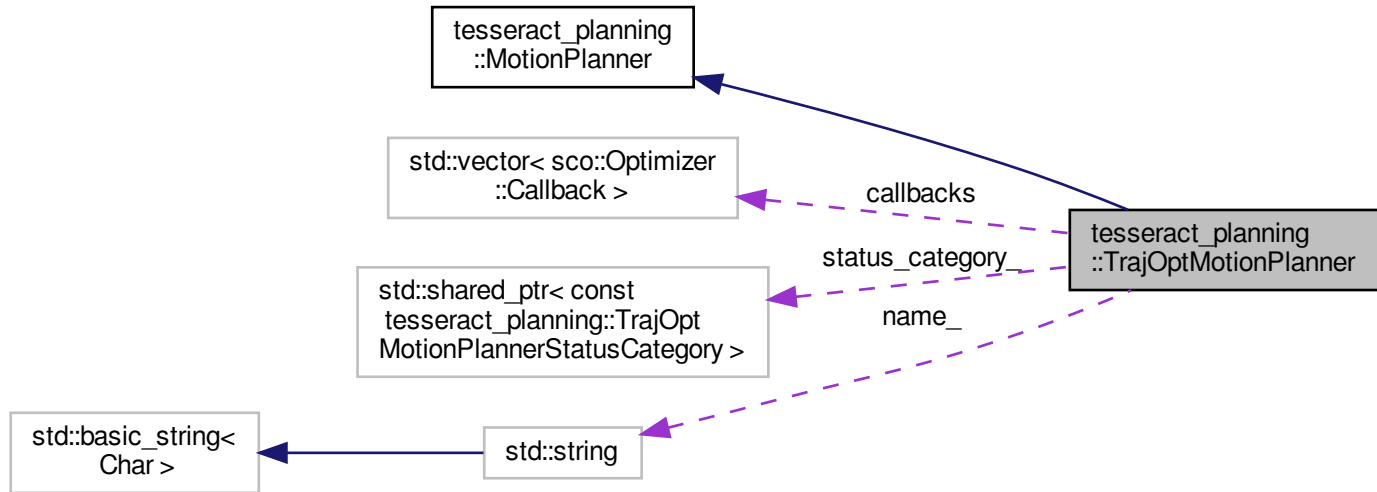 tesseract_planning
::MotionPlanner
std::vector< sco::Optimizer
::Callback >
callbacks
tesseract_planning
::TrajOptMotionPlanner
status_category_
std::shared_ptr< const
tesseract_planning::TrajOpt
MotionPlannerStatusCategory >
name_
std::basic_string<
Char >
std::string